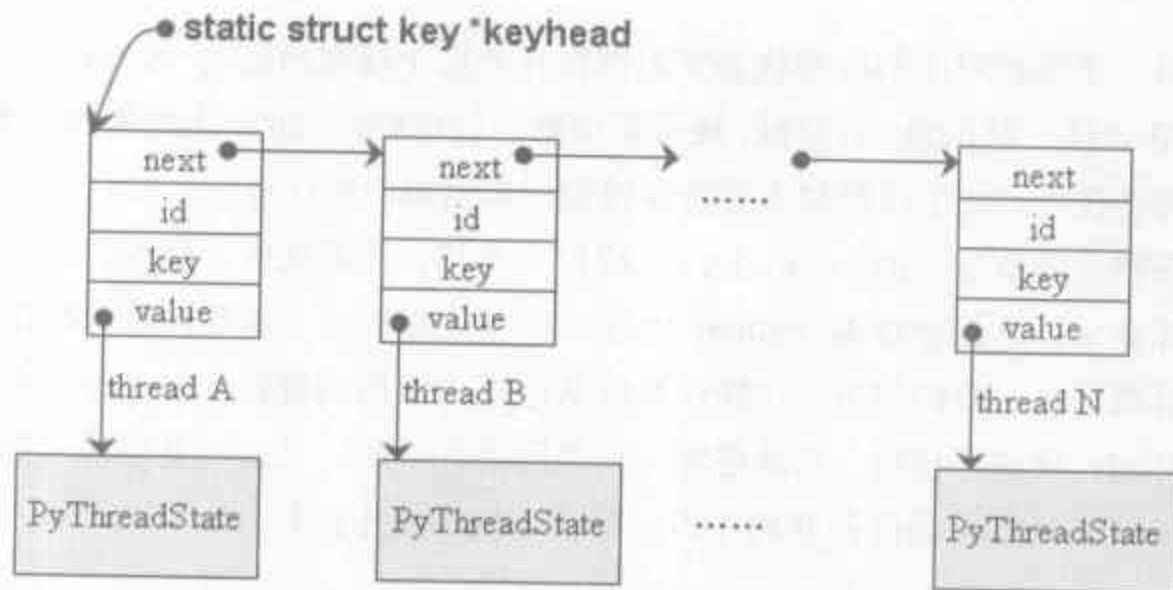 static struct key *keyhead
next
id
key
value
next
id
key
value
......
next
id
key
value
thread A
thread B
thread N
PyThreadState
PyThreadState
......
PyThreadState